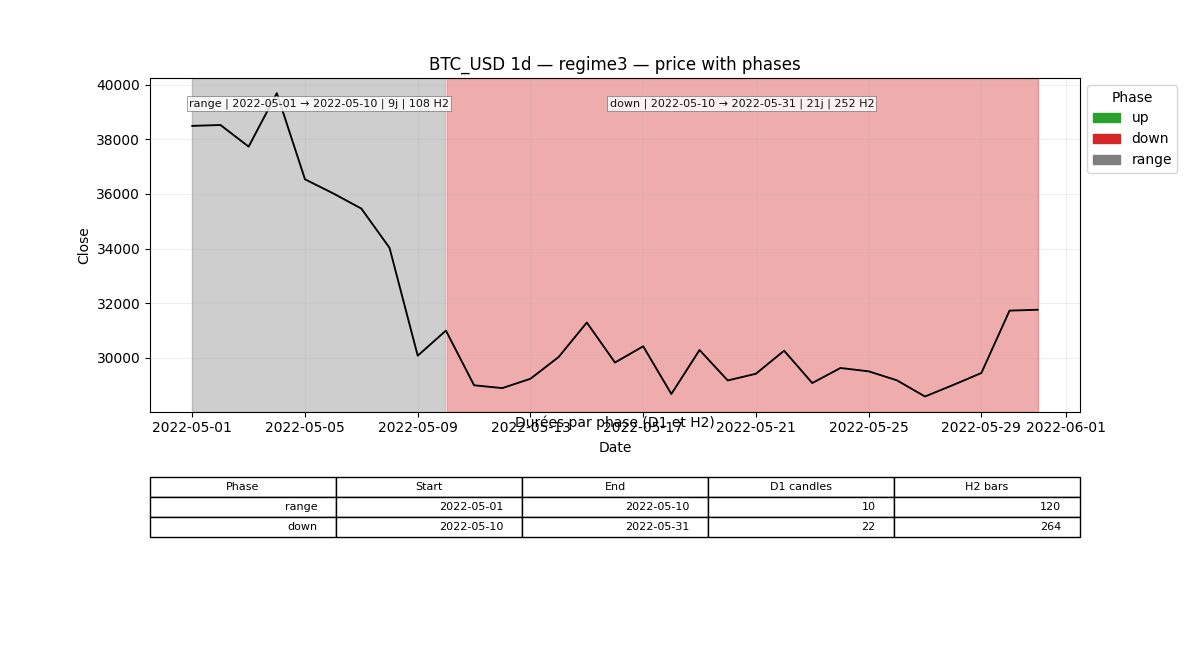 BTC_USD 1d — regime3 — price with phases
40000
38000
36000
34000
32000
30000
Close
range | 2022-05-01 → 2022-05-10 | 9j | 108 H2
down | 2022-05-10 → 2022-05-31 | 21j | 252 H2
Phase
up
down
range
Durées par phase (D1 et H2)
2022-05-01 2022-05-05 2022-05-09 2022-05-13 2022-05-17 2022-05-21 2022-05-25 2022-05-29 2022-06-01
Date
Phase Start End D1 candles H2 bars
range 2022-05-01 2022-05-10 10 120
down 2022-05-10 2022-05-31 22 264